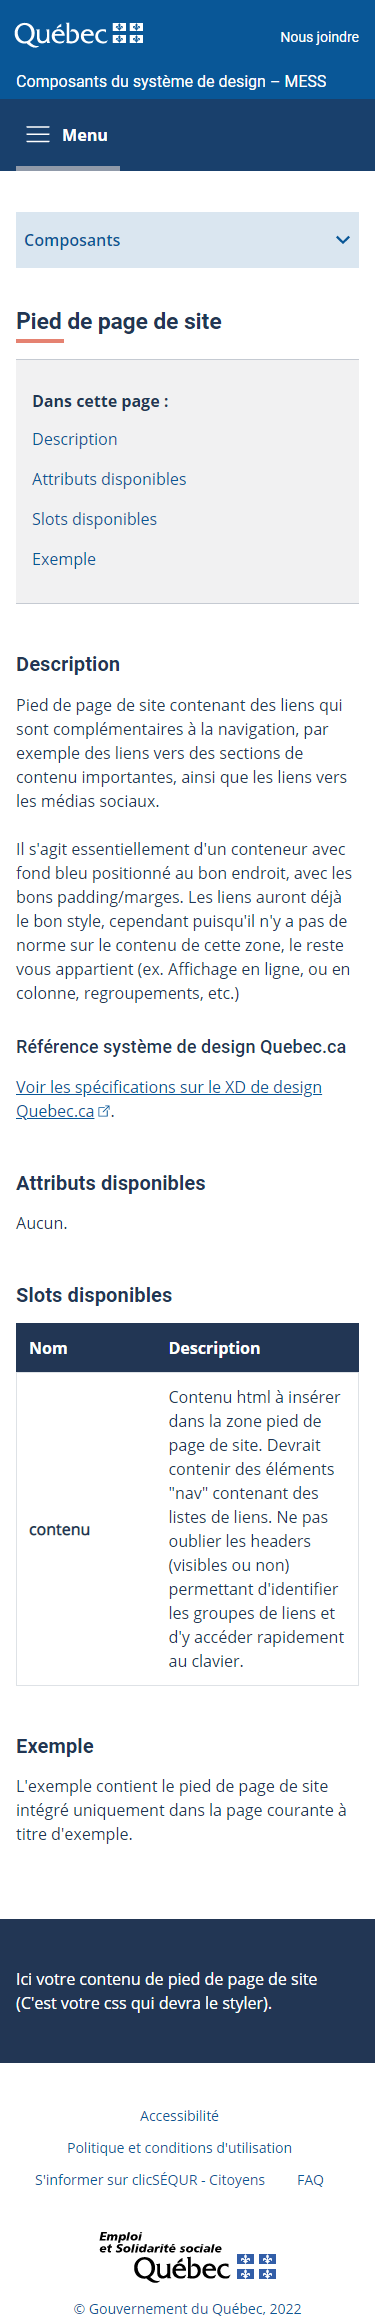 Québec
Nous joindre
Composants du système de design – MESS
Menu
Composants
Pied de page de site
Dans cette page :
Description
Attributs disponibles
Slots disponibles
Exemple
Description
Pied de page de site contenant des liens qui
sont complémentaires à la navigation, par
exemple des liens vers des sections de
contenu importantes, ainsi que les liens vers
les médias sociaux.
Il s'agit essentiellement d'un conteneur avec
fond bleu positionné au bon endroit, avec les
bons padding/marges. Les liens auront déjà
le bon style, cependant puisqu'il n'y a pas de
norme sur le contenu de cette zone, le reste
vous appartient (ex. Affichage en ligne, ou en
colonne, regroupements, etc.)
Référence système de design Quebec.ca
Voir les spécifications sur le XD de design
Quebec.ca.
Attributs disponibles
Aucun.
Slots disponibles
Nom Description
contenu
Contenu html à insérer
dans la zone pied de
page de site. Devrait
contenir des éléments
"nav" contenant des
listes de liens. Ne pas
oublier les headers
(visibles ou non)
permettant d'identifier
les groupes de liens et
d'y accéder rapidement
au clavier.
Exemple
L'exemple contient le pied de page de site
intégré uniquement dans la page courante à
titre d'exemple.
Ici votre contenu de pied de page de site
(C'est votre css qui devra le styler).
Accessibilité
Politique et conditions d'utilisation
S'informer sur clicSÉQUR - Citoyens FAQ
Emploi
et Solidarité sociale
Québec
© Gouvernement du Québec, 2022